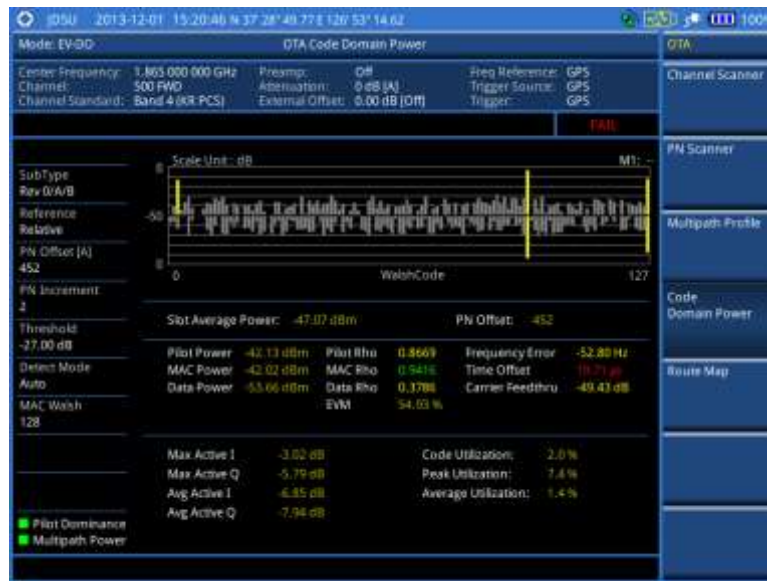 JDSU 2013-12-01 15:20:46 N 37° 28' 49.77 E 126° 53' 14.62 100%
Mode: EV-DO OTA Code Domain Power OTA
Center Frequency: 1.865 000 000 GHz Preamp: Off Freq Reference: GPS
Channel: 500 FWD Attenuation: 0 dB [A] Trigger Source: GPS
Channel Standard: Band 4 (KR PCS) External Offset: 0.00 dB [Off] Trigger: GPS
FAIL
Channel Scanner
PN Scanner
Multipath Profile
Code
Domain Power
Route Map
SubType
Rev 0/A/B
Reference
Relative
PN Offset [A]
452
PN Increment
2
Threshold
-27.00 dB
Detect Mode
Auto
MAC Walsh
128
Pilot Dominance
Multipath Power
Scale Unit: dB M1: --
-50
0 WalshCode 127
Slot Average Power: -47.07 dBm PN Offset: 452
Pilot Power -42.13 dBm Pilot Rho 0.8669 Frequency Error -52.80 Hz
MAC Power -42.02 dBm MAC Rho 0.9416 Time Offset
Data Power -53.66 dBm Data Rho 0.3786 Carrier Feedthru -49.43 dB
EVM 54.93 %
Max Active I -3.02 dB Code Utilization: 2.0 %
Max Active Q -5.79 dB Peak Utilization: 7.4 %
Avg Active I -6.85 dB Average Utilization: 1.4 %
Avg Active Q -7.94 dB